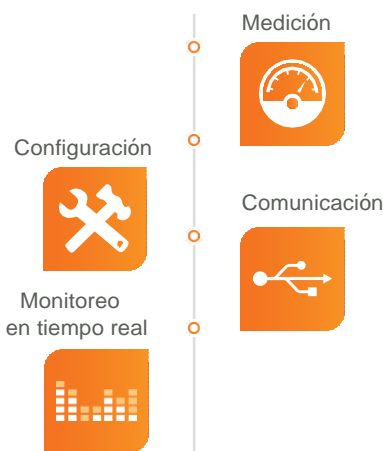 Medición
Configuración
Comunicación
Monitoreo
en tiempo real